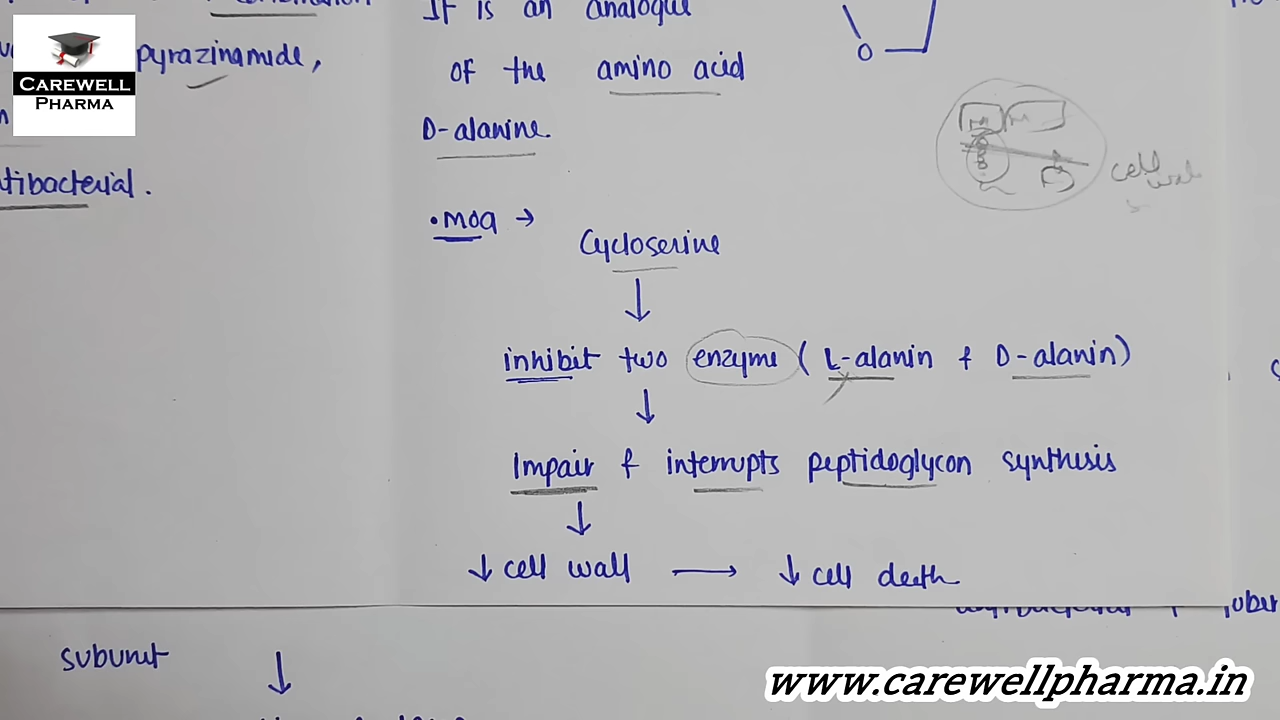 CAREWELL
PHARMA
pyrazinamide,
tibacterial.
It is an analogue
of the amino acid
D-alanine.
O
cell
wall
• MOA →
Cycloserine
↓
inhibit two enzyme ( L-alanin & D-alanin)
↓
Impair & interrupts peptidoglycon synthesis
↓
↓ cell wall → ↓ cell death
subunit ↓
www.carewellpharma.in